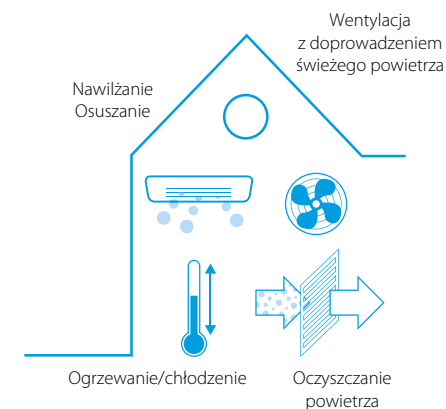 Wentylacja
z doprowadzeniem
świeżego powietrza
Nawilżanie
Osuszanie
Ogrzewanie/chłodzenie
Oczyszczanie
powietrza